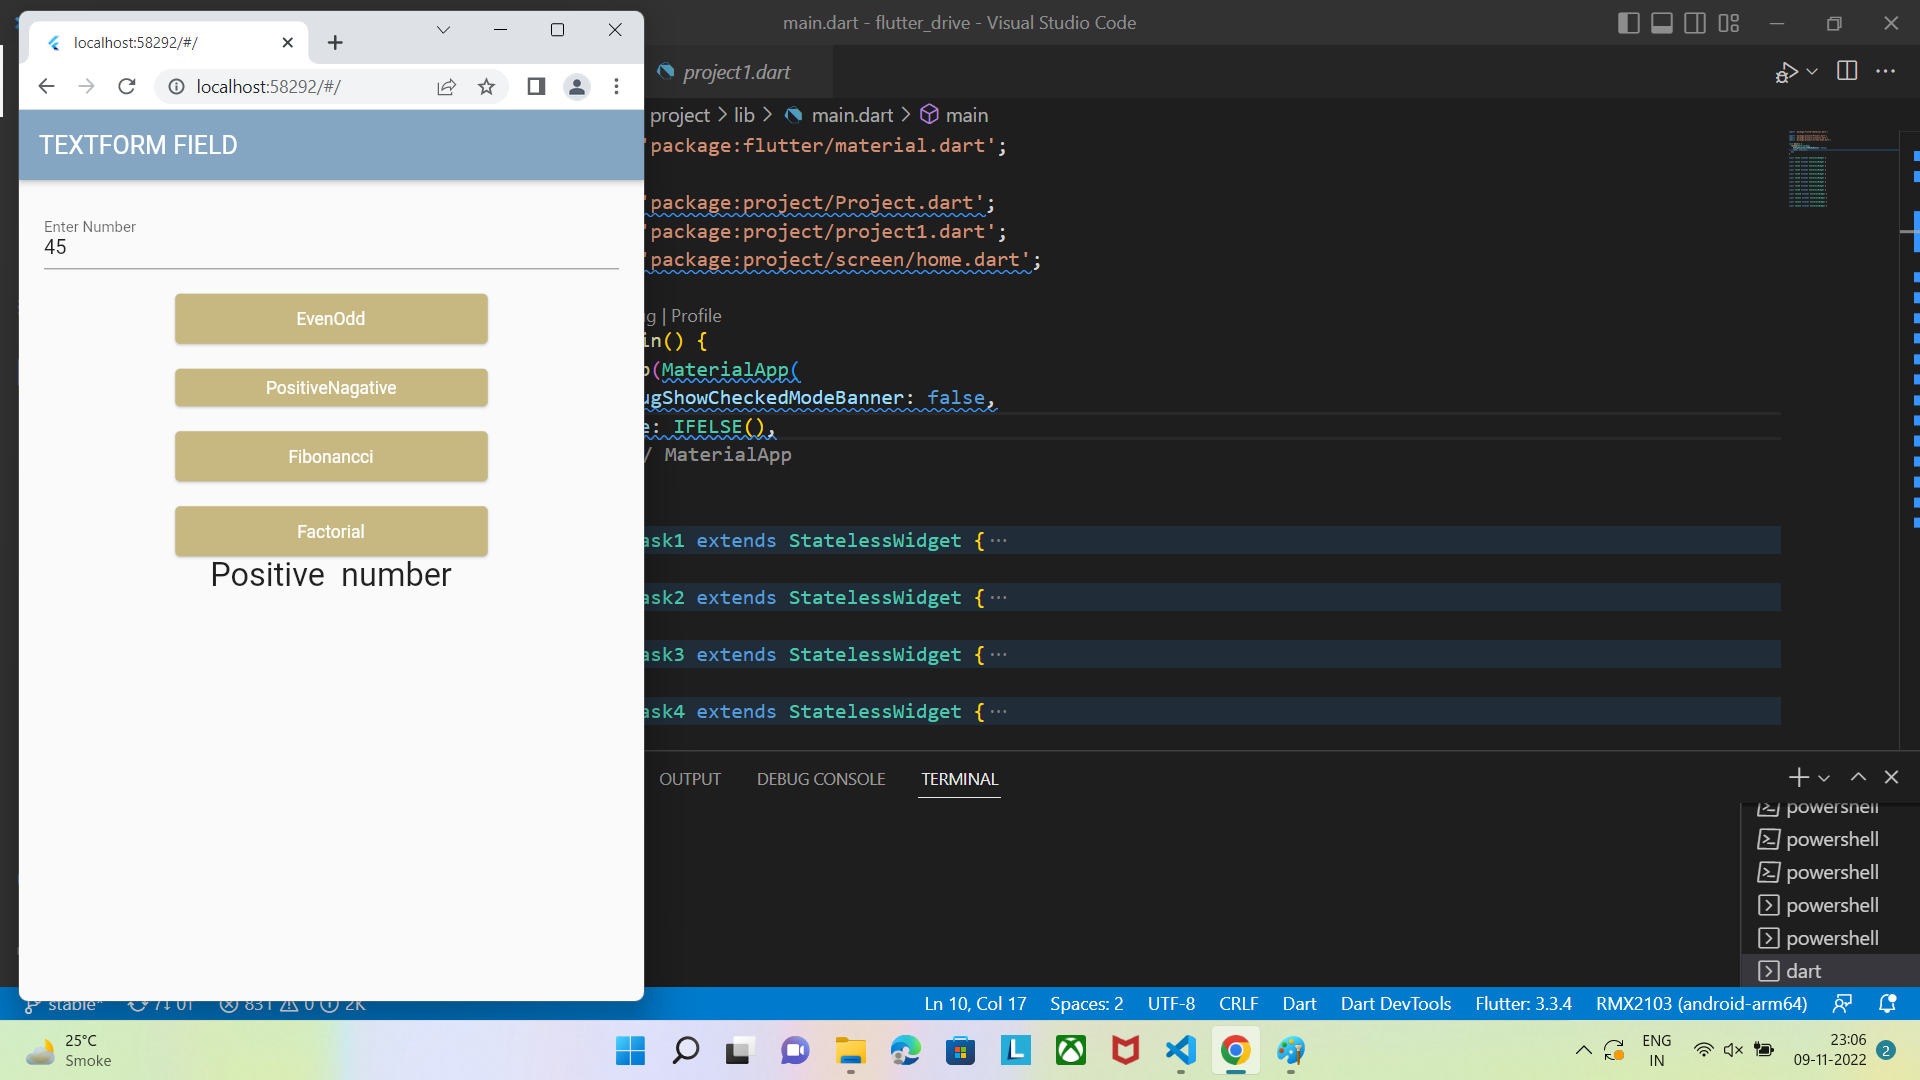 main.dart - flutter_drive - Visual Studio Code
localhost:58292/#/
localhost:58292/#/
TEXTFORM FIELD
Enter Number
45
EvenOdd
PositiveNagative
Fibonancci
Factorial
Positive number
project1.dart
project > lib > main.dart > main
'package:flutter/material.dart';
'package:project/Project.dart';
'package:project/project1.dart';
'package:project/screen/home.dart';
g | Profile
in() {
p(MaterialApp(
ugShowCheckedModeBanner: false,
e: IFELSE(),
/ MaterialApp
ask1 extends StatelessWidget {···
ask2 extends StatelessWidget {···
ask3 extends StatelessWidget {···
ask4 extends StatelessWidget {···
OUTPUT DEBUG CONSOLE TERMINAL
powershell
powershell
powershell
powershell
powershell
dart
stable* 831 0 2K
Ln 10, Col 17 Spaces: 2 UTF-8 CRLF Dart Dart DevTools Flutter: 3.3.4 RMX2103 (android-arm64)
25°C
Smoke
ENG
IN
23:06
09-11-2022
2